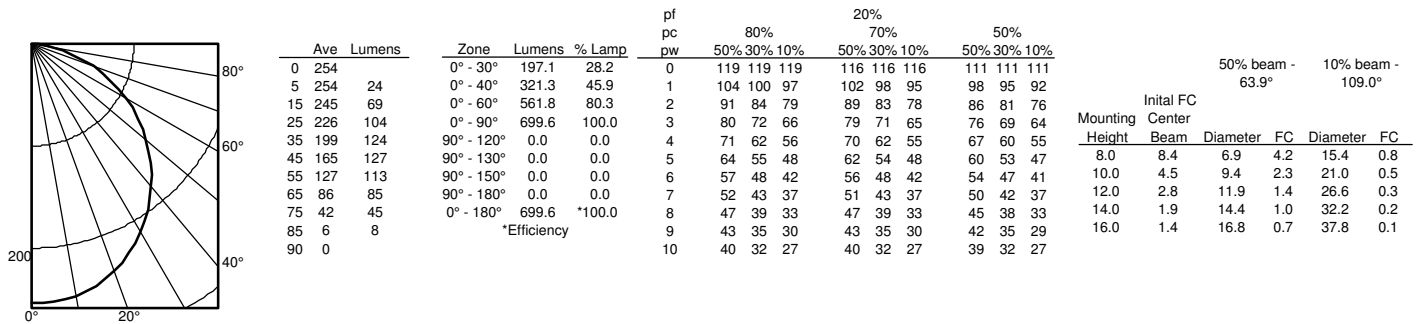 80°
60°
40°
20°
0°
200
Ave Lumens
0 254
5 254 24
15 245 69
25 226 104
35 199 124
45 165 127
55 127 113
65 86 85
75 42 45
85 6 8
90 0
Zone Lumens % Lamp
0° - 30° 197.1 28.2
0° - 40° 321.3 45.9
0° - 60° 561.8 80.3
0° - 90° 699.6 100.0
90° - 120° 0.0 0.0
90° - 130° 0.0 0.0
90° - 150° 0.0 0.0
90° - 180° 0.0 0.0
0° - 180° 699.6 *100.0
*Efficiency
pf 20%
pc 80% 70% 50%
pw 50% 30% 10% 50% 30% 10% 50% 30% 10%
0 119 119 119 116 116 116 111 111 111
1 104 100 97 102 98 95 98 95 92
2 91 84 79 89 83 78 86 81 76
3 80 72 66 79 71 65 76 69 64
4 71 62 56 70 62 55 67 60 55
5 64 55 48 62 54 48 60 53 47
6 57 48 42 56 48 42 54 47 41
7 52 43 37 51 43 37 50 42 37
8 47 39 33 47 39 33 45 38 33
9 43 35 30 43 35 30 42 35 29
10 40 32 27 40 32 27 39 32 27
50% beam - 10% beam -
63.9° 109.0°
Inital FC
Mounting Center
Height Beam Diameter FC Diameter FC
8.0 8.4 6.9 4.2 15.4 0.8
10.0 4.5 9.4 2.3 21.0 0.5
12.0 2.8 11.9 1.4 26.6 0.3
14.0 1.9 14.4 1.0 32.2 0.2
16.0 1.4 16.8 0.7 37.8 0.1